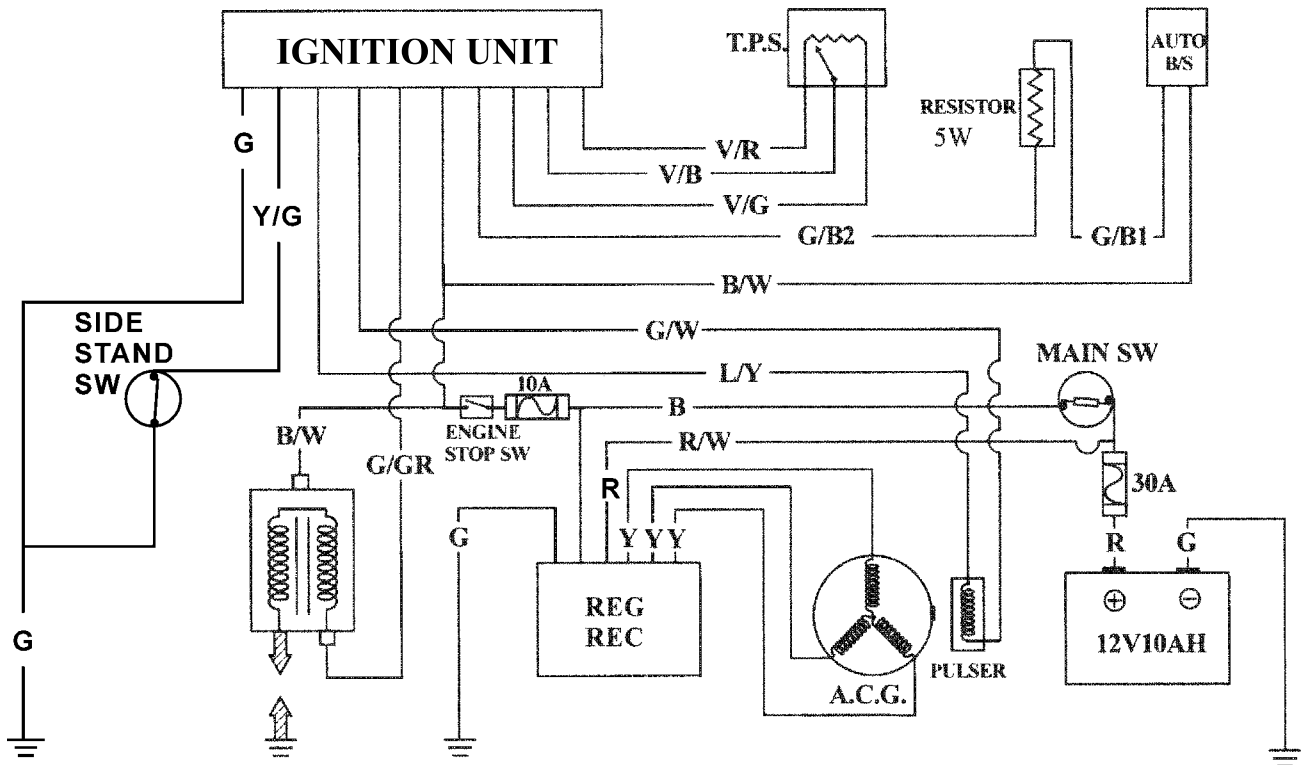 IGNITION UNIT
T.P.S.
AUTO
B/S
RESISTOR
5W
G
V/R
V/B
Y/G
V/G
G/B2
G/B1
B/W
SIDE
STAND
SW
G/W
MAIN SW
L/Y
10A
B
B/W
ENGINE
STOP SW
R/W
G/GR
R
30A
G
Y
Y
Y
R
G
REG
REC
+
−
12V10AH
G
PULSER
A.C.G.